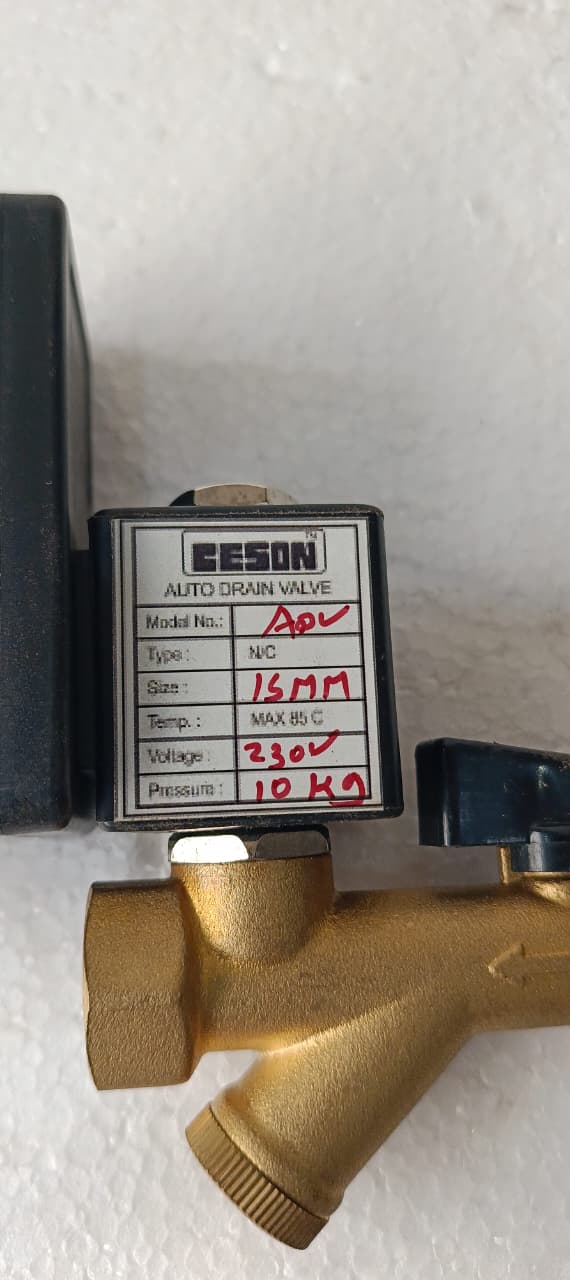 CESON TM
AUTO DRAIN VALVE
Model No.: ADV
Type : N/C
Size : 15MM
Temp. : MAX 85 C
Voltage : 230V
Pressure : 10 Kg